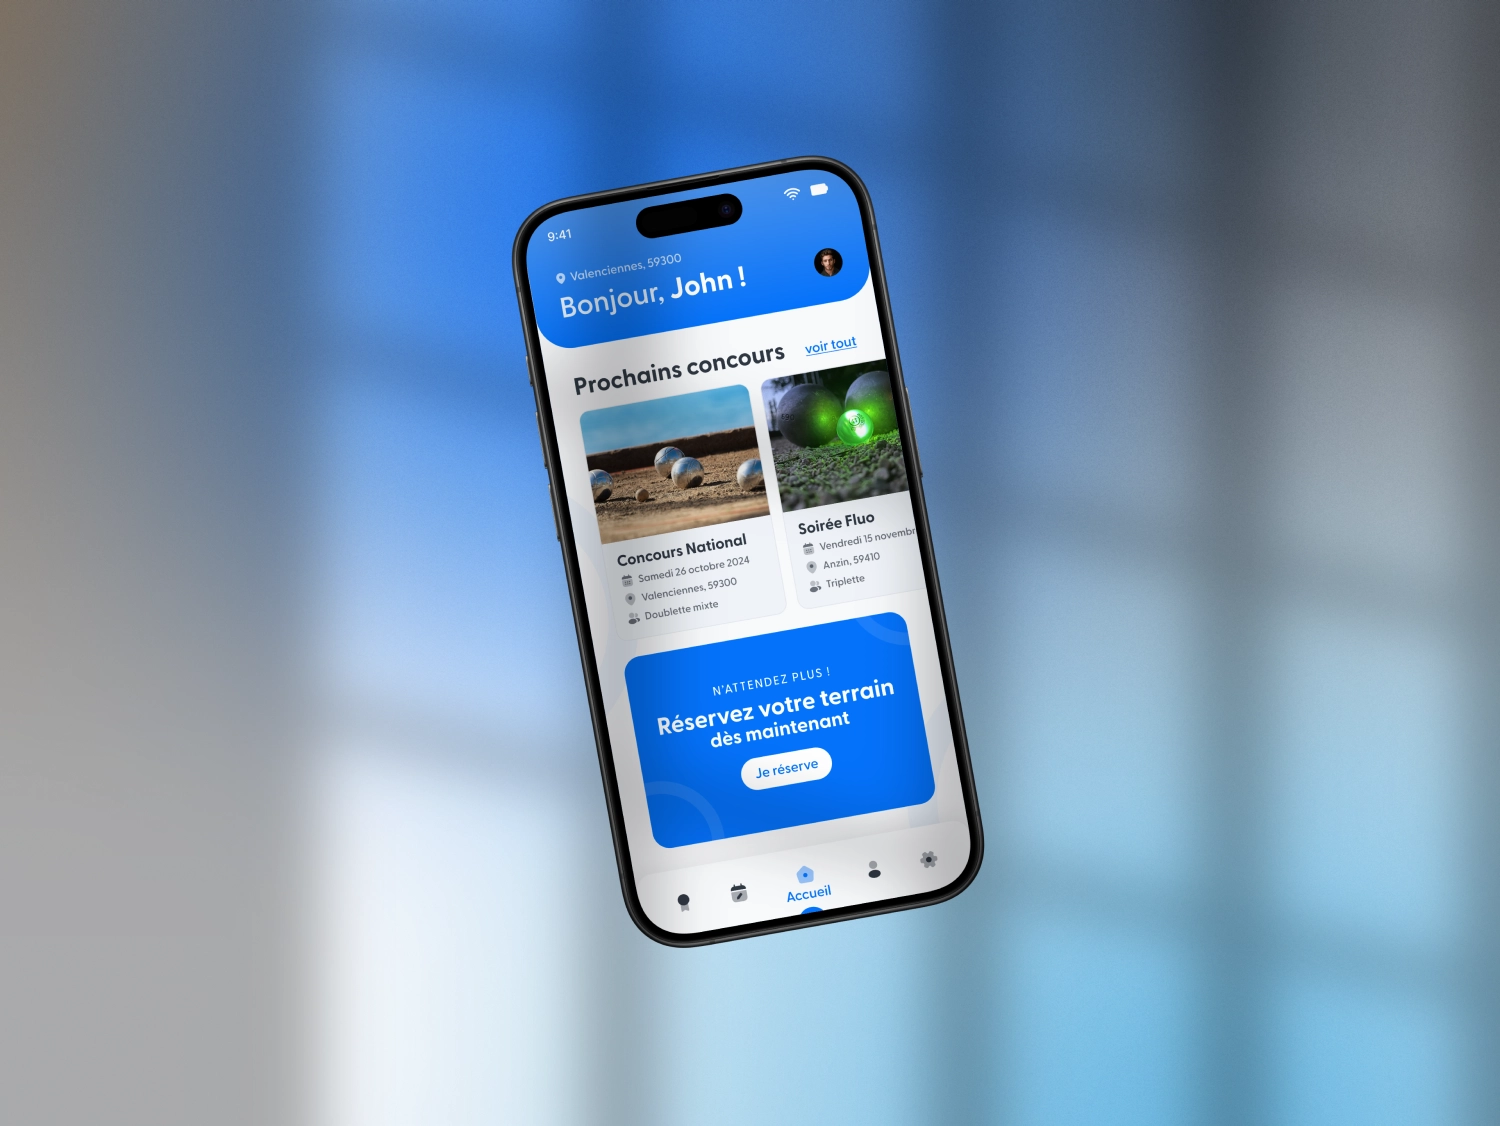 9:41
Valenciennes, 59300
Bonjour, John !
Prochains concours
voir tout
Concours National
Samedi 26 octobre 2024
Valenciennes, 59300
Doublette mixte
Soirée Fluo
Vendredi 15 novembr
Anzin, 59410
Triplette
N'ATTENDEZ PLUS !
Réservez votre terrain
dès maintenant
Je réserve
Accueil